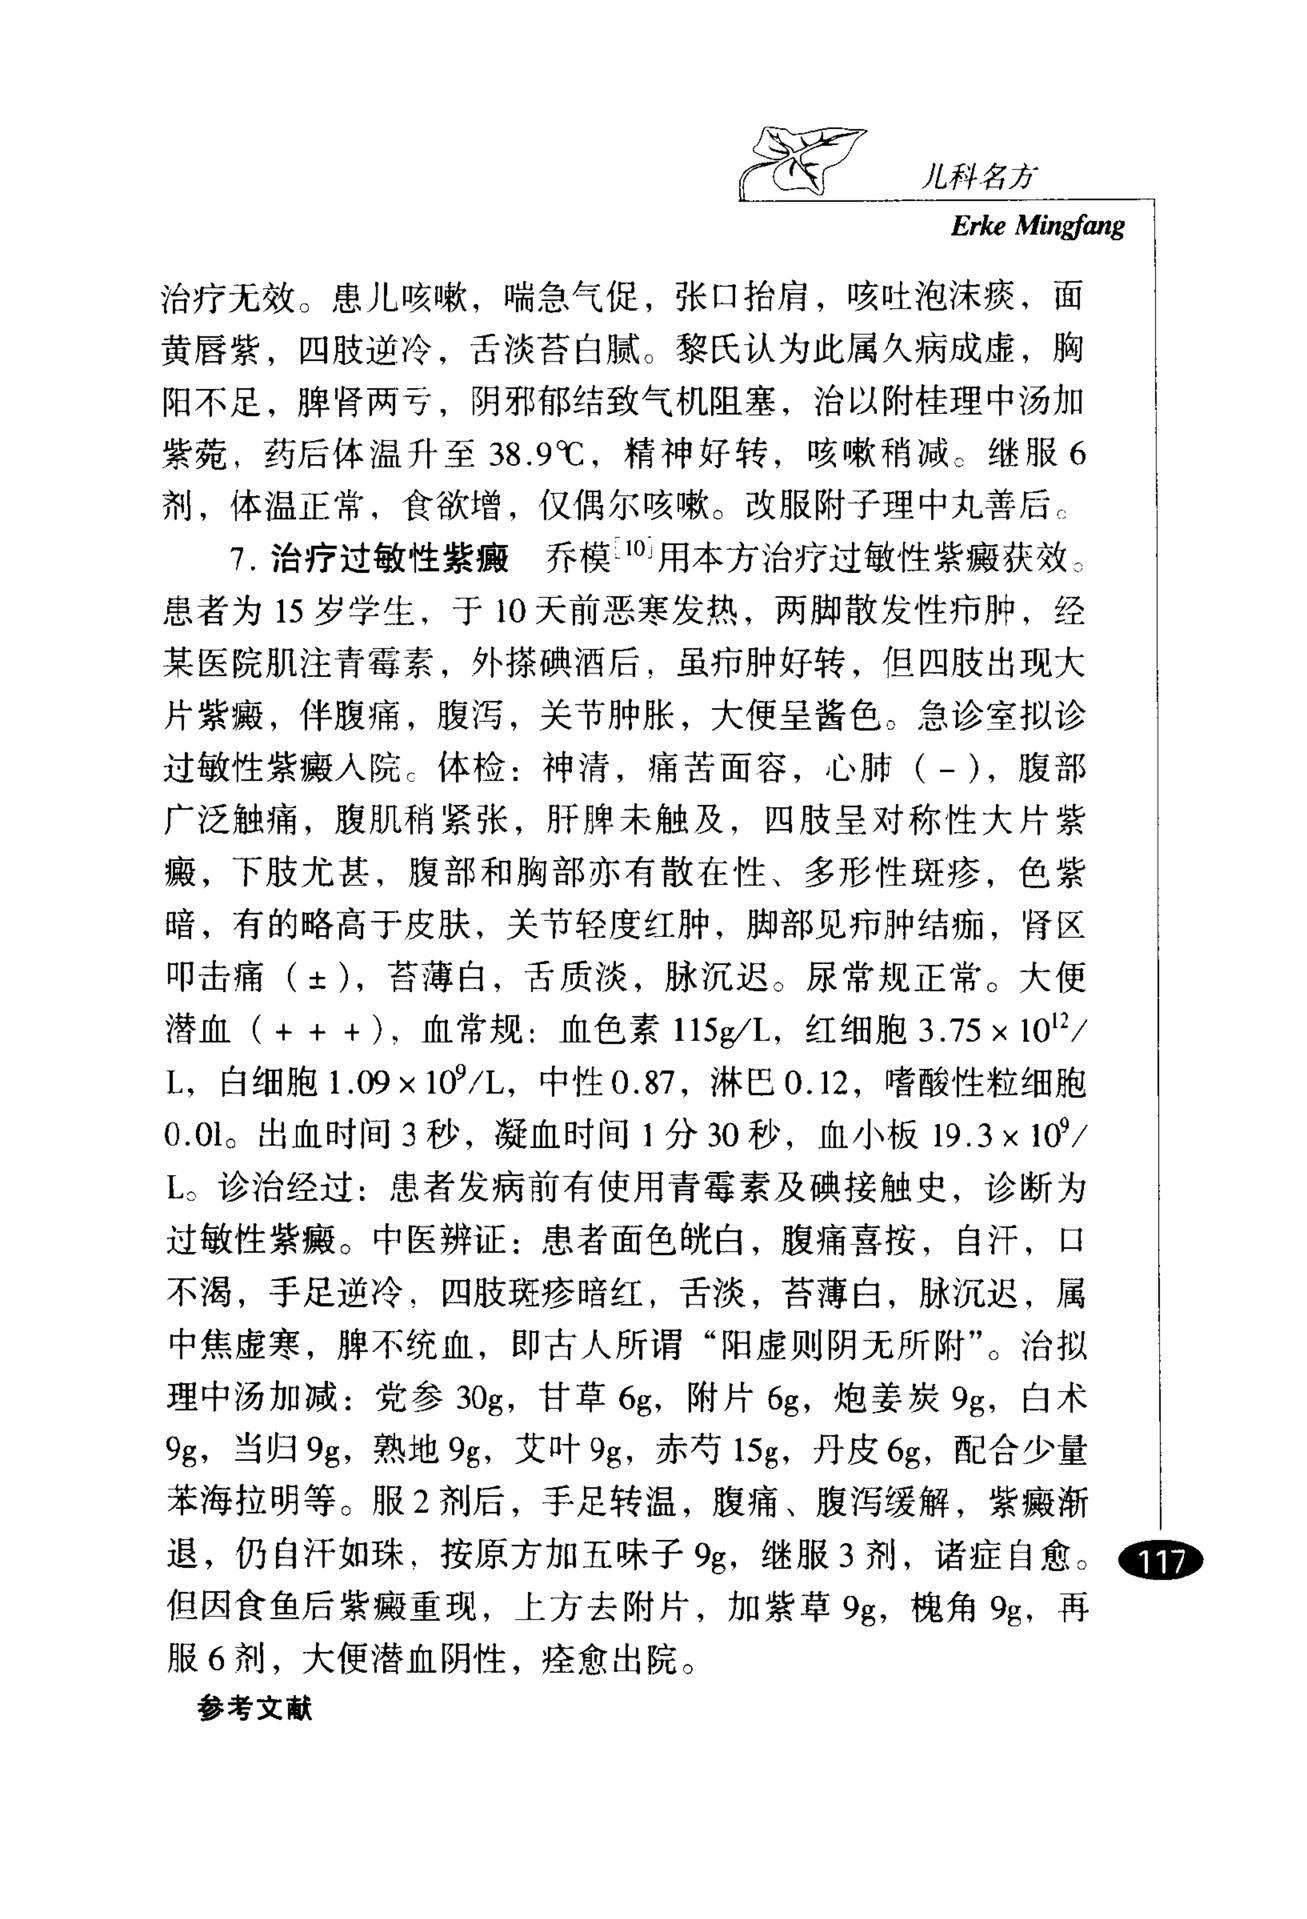 儿科名方
Erke Mingfang
治疗无效。患儿咳嗽，喘急气促，张口抬肩，咳吐泡沫痰，面
黄唇紫，四肢逆冷，舌淡苔白腻。黎氏认为此属久病成虚，胸
阳不足，脾肾两亏，阴邪郁结致气机阻塞，治以附桂理中汤加
紫菀，药后体温升至 38.9℃，精神好转，咳嗽稍减。继服 6
剂，体温正常，食欲增，仅偶尔咳嗽。改服附子理中丸善后。
7. 治疗过敏性紫癜　乔模[10]用本方治疗过敏性紫癜获效。
患者为 15 岁学生，于 10 天前恶寒发热，两脚散发性疖肿，经
某医院肌注青霉素，外搽碘酒后，虽疖肿好转，但四肢出现大
片紫癜，伴腹痛，腹泻，关节肿胀，大便呈酱色。急诊室拟诊
过敏性紫癜入院。体检：神清，痛苦面容，心肺（－），腹部
广泛触痛，腹肌稍紧张，肝脾未触及，四肢呈对称性大片紫
癜，下肢尤甚，腹部和胸部亦有散在性、多形性斑疹，色紫
暗，有的略高于皮肤，关节轻度红肿，脚部见疖肿结痂，肾区
叩击痛（±），苔薄白，舌质淡，脉沉迟。尿常规正常。大便
潜血（+ + +），血常规：血色素 115g/L，红细胞 3.75 × 10¹²/
L，白细胞 1.09 × 10⁹/L，中性 0.87，淋巴 0.12，嗜酸性粒细胞
0.01。出血时间 3 秒，凝血时间 1 分 30 秒，血小板 19.3 × 10⁹/
L。诊治经过：患者发病前有使用青霉素及碘接触史，诊断为
过敏性紫癜。中医辨证：患者面色㿠白，腹痛喜按，自汗，口
不渴，手足逆冷，四肢斑疹暗红，舌淡，苔薄白，脉沉迟，属
中焦虚寒，脾不统血，即古人所谓“阳虚则阴无所附”。治拟
理中汤加减：党参 30g，甘草 6g，附片 6g，炮姜炭 9g，白术
9g，当归 9g，熟地 9g，艾叶 9g，赤芍 15g，丹皮 6g，配合少量
苯海拉明等。服 2 剂后，手足转温，腹痛、腹泻缓解，紫癜渐
退，仍自汗如珠，按原方加五味子 9g，继服 3 剂，诸症自愈。
但因食鱼后紫癜重现，上方去附片，加紫草 9g，槐角 9g，再
服 6 剂，大便潜血阴性，痊愈出院。
参考文献
117